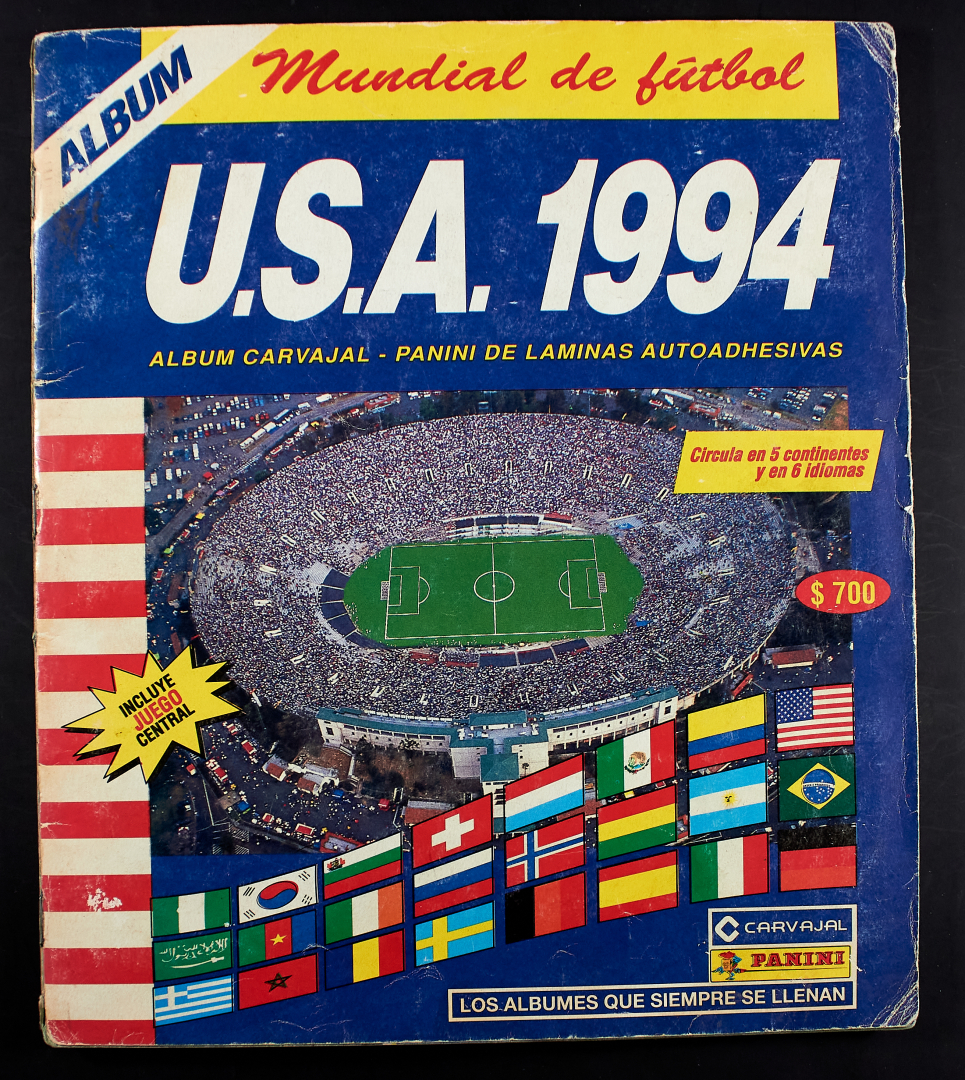 ALBUM
Mundial de fútbol
U.S.A. 1994
ALBUM CARVAJAL - PANINI DE LAMINAS AUTOADHESIVAS
Circula en 5 continentes
y en 6 idiomas
$ 700
INCLUYE
JUEGO
CENTRAL
CARVAJAL
PANINI
LOS ALBUMES QUE SIEMPRE SE LLENAN